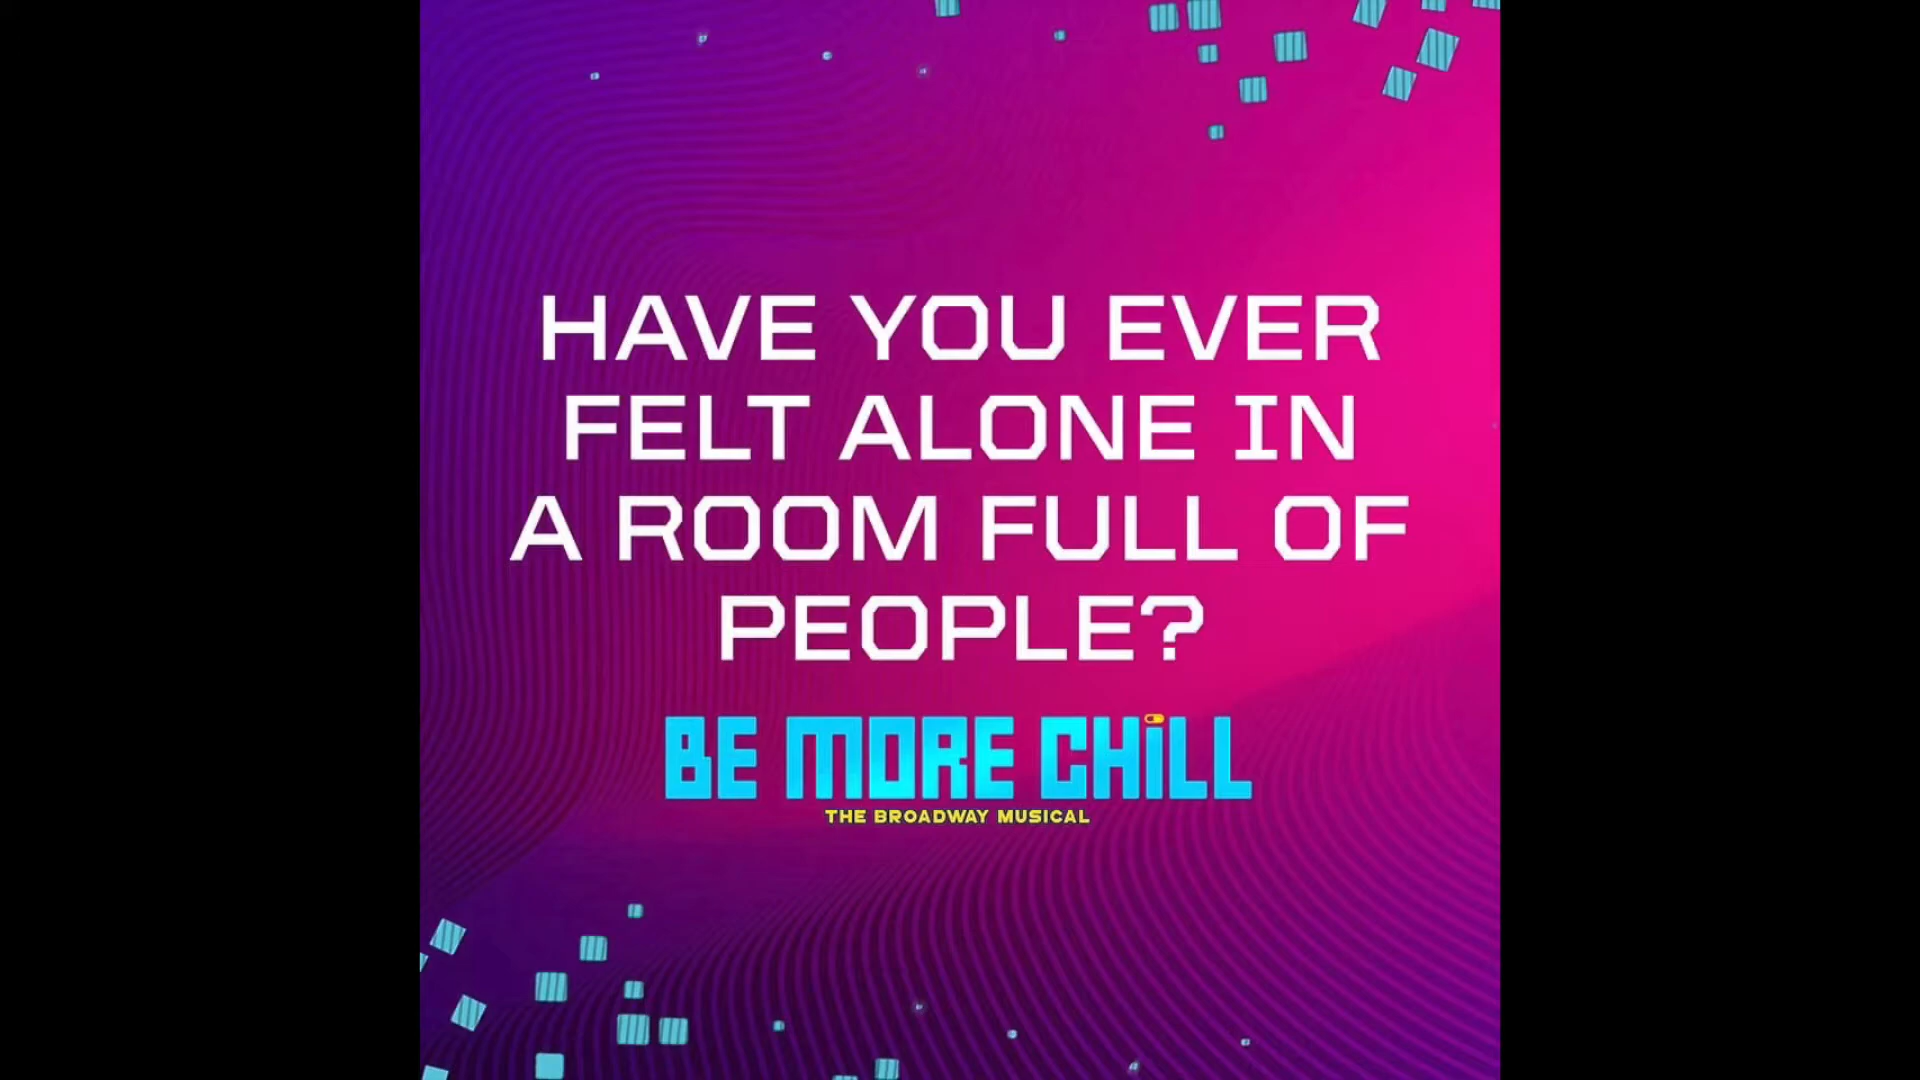 HAVE YOU EVER
FELT ALONE IN
A ROOM FULL OF
PEOPLE?
BE MORE CHiLL
THE BROADWAY MUSICAL